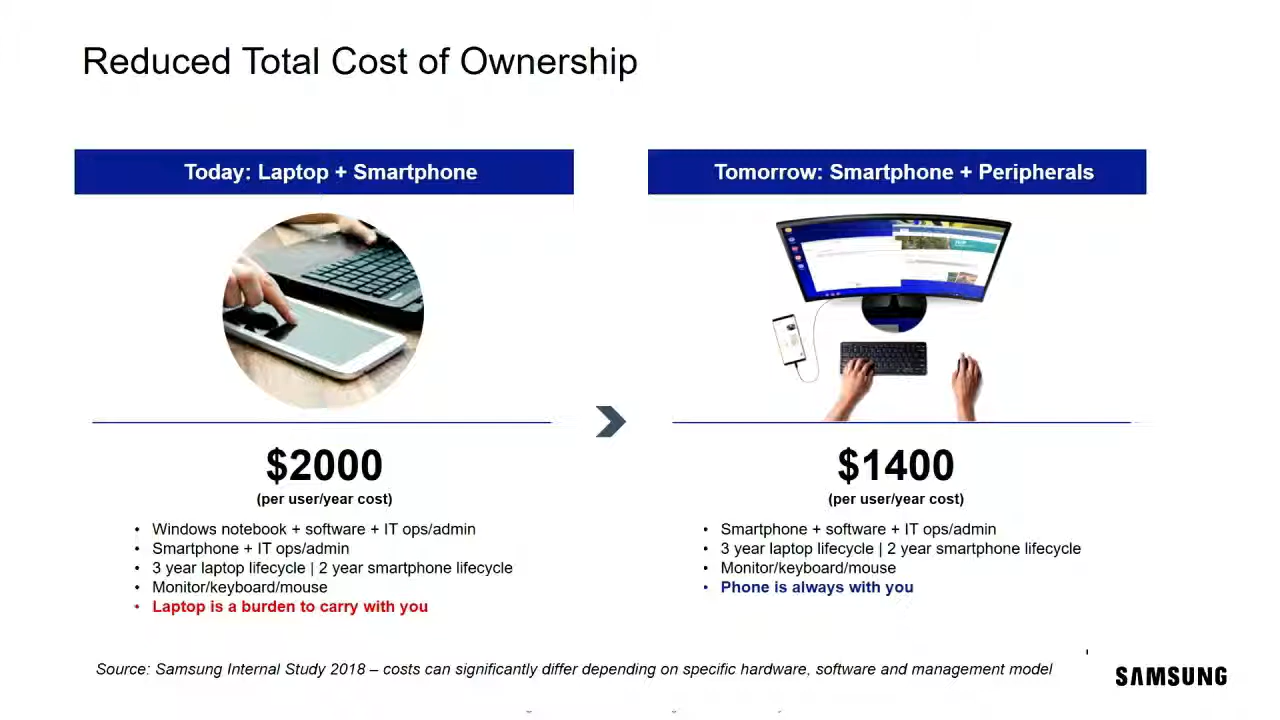 Reduced Total Cost of Ownership
Today: Laptop + Smartphone
$2000
(per user/year cost)
• Windows notebook + software + IT ops/admin
• Smartphone + IT ops/admin
• 3 year laptop lifecycle | 2 year smartphone lifecycle
• Monitor/keyboard/mouse
• Laptop is a burden to carry with you
Tomorrow: Smartphone + Peripherals
$1400
(per user/year cost)
• Smartphone + software + IT ops/admin
• 3 year laptop lifecycle | 2 year smartphone lifecycle
• Monitor/keyboard/mouse
• Phone is always with you
Source: Samsung Internal Study 2018 – costs can significantly differ depending on specific hardware, software and management model
SAMSUNG